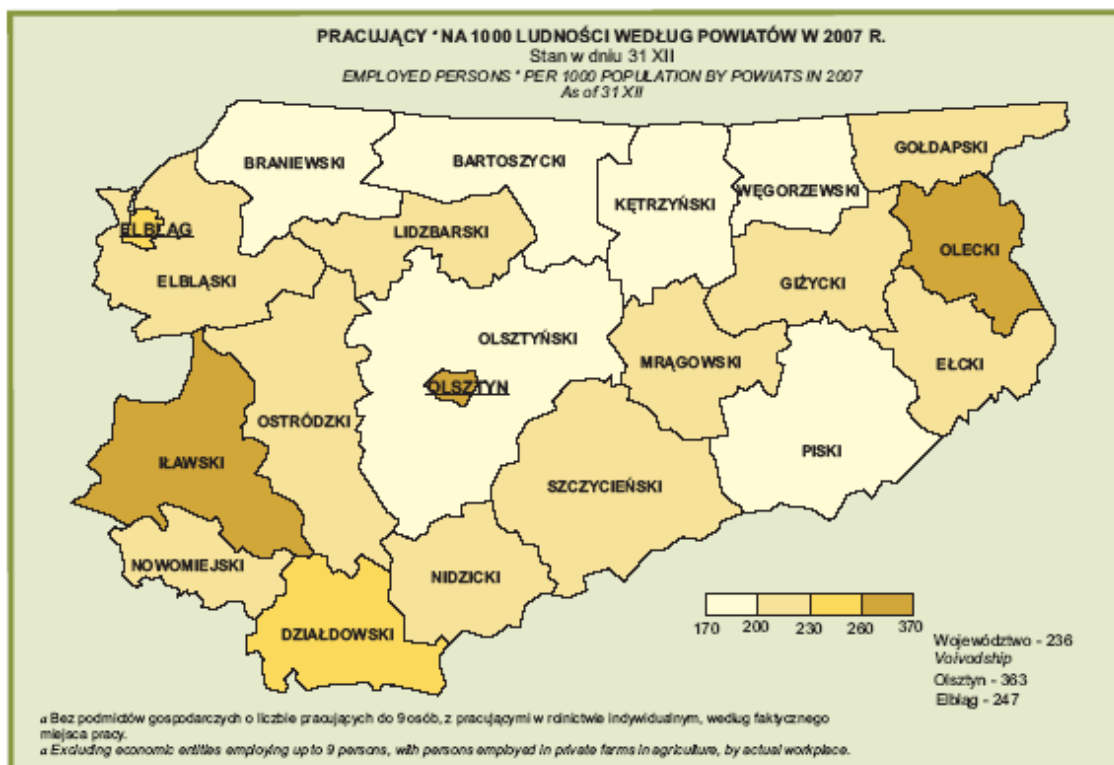 PRACUJĄCY ᵃ NA 1000 LUDNOŚCI WEDŁUG POWIATÓW W 2007 R.
Stan w dniu 31 XII
EMPLOYED PERSONS ᵃ PER 1000 POPULATION BY POWIATS IN 2007
As of 31 XII
GOŁDAPSKI
BRANIEWSKI
BARTOSZYCKI
WĘGORZEWSKI
KĘTRZYŃSKI
ELBLĄG
LIDZBARSKI
OLECKI
ELBLĄSKI
GIŻYCKI
OLSZTYŃSKI
MRĄGOWSKI
EŁCKI
OLSZTYN
OSTRÓDZKI
PISKI
IŁAWSKI
SZCZYCIEŃSKI
NOWOMIEJSKI
NIDZICKI
DZIAŁDOWSKI
170 200 230 260 370
Województwo - 236
Voivodship
Olsztyn - 363
Elbląg - 247
a Bez podmiotów gospodarczych o liczbie pracujących do 9 osób, z pracującymi w rolnictwie indywidualnym, według faktycznego
miejsca pracy.
a Excluding economic entities employing up to 9 persons, with persons employed in private farms in agriculture, by actual workplace.